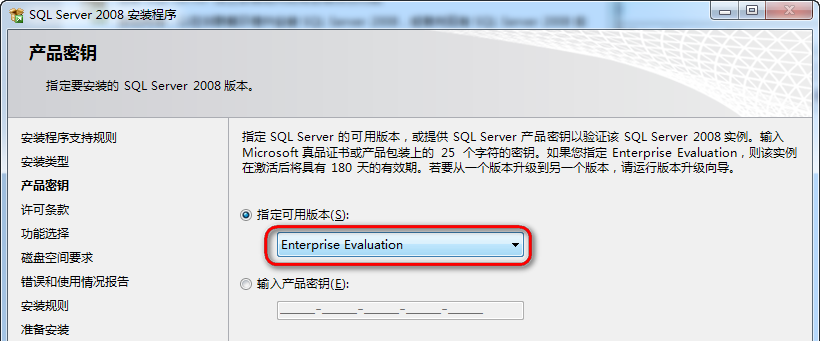 SQL Server 2008 安装程序
产品密钥
指定要安装的 SQL Server 2008 版本。
安装程序支持规则
安装类型
产品密钥
许可条款
功能选择
磁盘空间要求
错误和使用情况报告
安装规则
准备安装
指定 SQL Server 的可用版本，或提供 SQL Server 产品密钥以验证该 SQL Server 2008 实例。输入
Microsoft 真品证书或产品包装上的 25 个字符的密钥。如果您指定 Enterprise Evaluation，则该实例
在激活后将具有 180 天的有效期。若要从一个版本升级到另一个版本，请运行版本升级向导。
指定可用版本(S):
Enterprise Evaluation
输入产品密钥(E):
_____-_____-_____-_____-_____